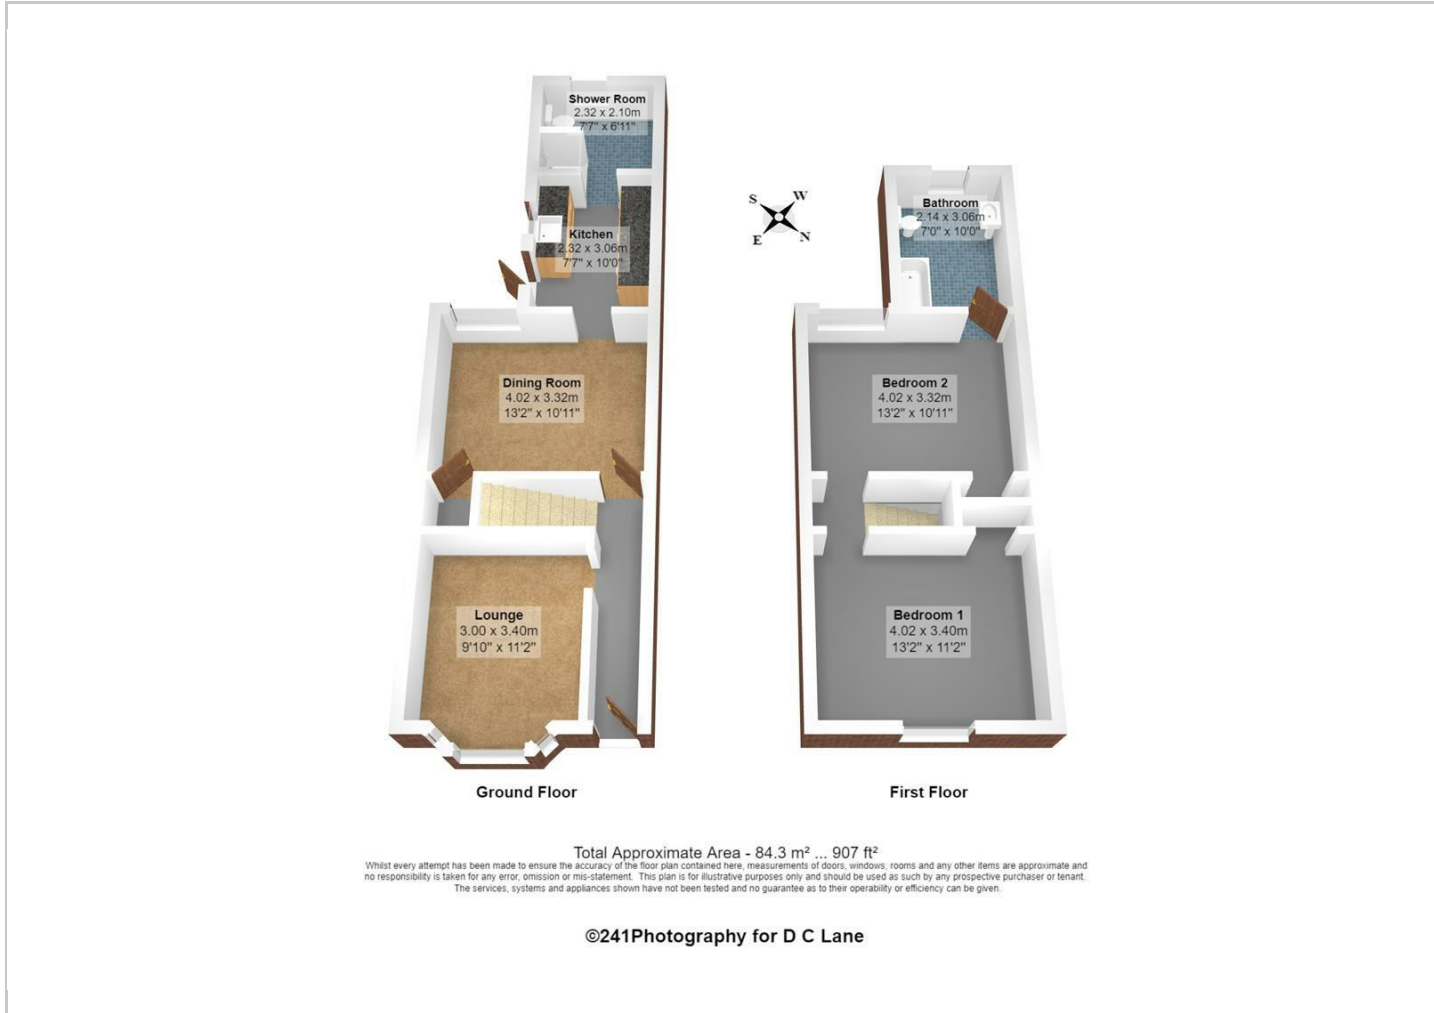 Shower Room
2.32 x 2.10m
7'7" x 6'11"
Kitchen
2.32 x 3.06m
7'7" x 10'0"
Dining Room
4.02 x 3.32m
13'2" x 10'11"
Lounge
3.00 x 3.40m
9'10" x 11'2"
Ground Floor
S W
E N
Bathroom
2.14 x 3.06m
7'0" x 10'0"
Bedroom 2
4.02 x 3.32m
13'2" x 10'11"
Bedroom 1
4.02 x 3.40m
13'2" x 11'2"
First Floor
Total Approximate Area - 84.3 m² ... 907 ft²
Whilst every attempt has been made to ensure the accuracy of the floor plan contained here, measurements of doors, windows, rooms and any other items are approximate and
no responsibility is taken for any error, omission or mis-statement. This plan is for illustrative purposes only and should be used as such by any prospective purchaser or tenant.
The services, systems and appliances shown have not been tested and no guarantee as to their operability or efficiency can be given.
©241Photography for D C Lane